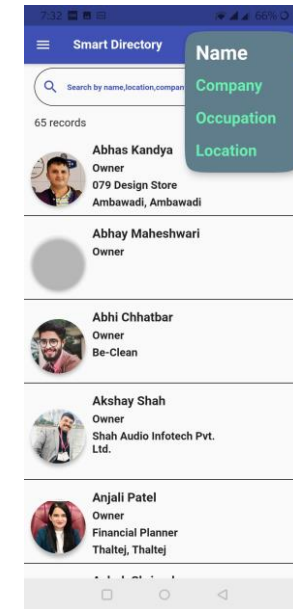 7:32
66%
Smart Directory
Name
Company
Occupation
Location
Search by name,location,compan
65 records
Abhas Kandya
Owner
079 Design Store
Ambawadi, Ambawadi
Abhay Maheshwari
Owner
Abhi Chhatbar
Owner
Be-Clean
Akshay Shah
Owner
Shah Audio Infotech Pvt.
Ltd.
Anjali Patel
Owner
Financial Planner
Thaltej, Thaltej